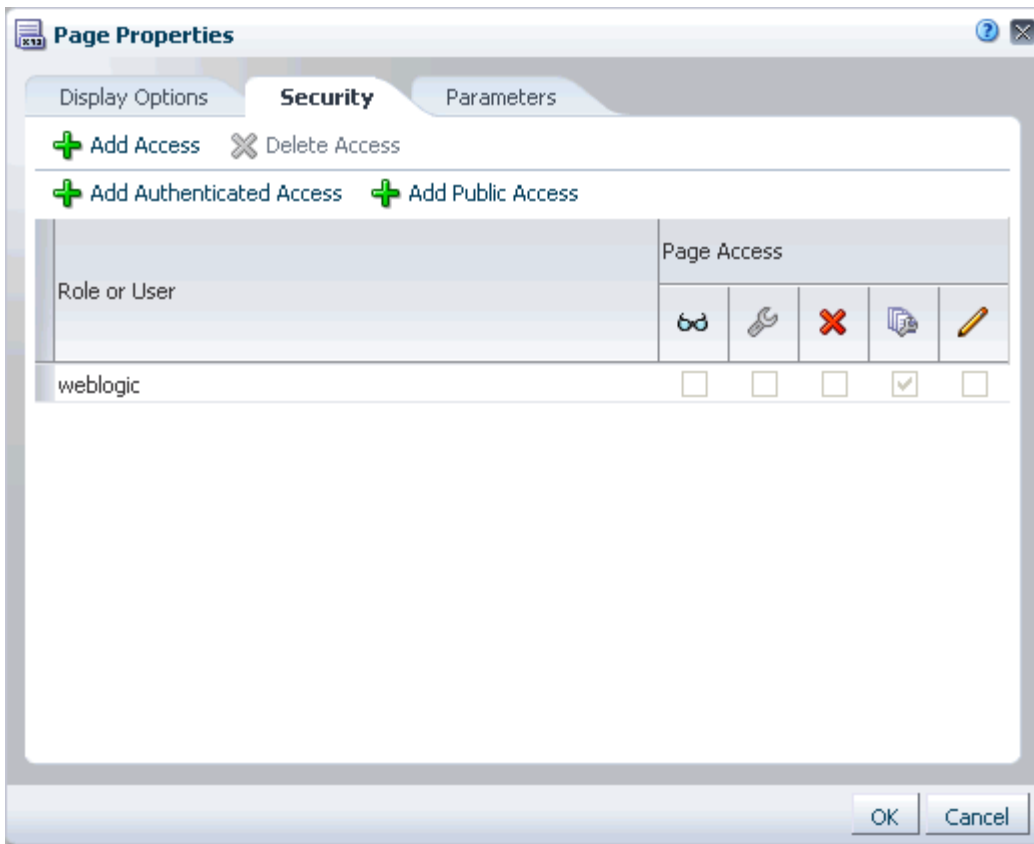 Page Properties
Display Options Security Parameters
Add Access Delete Access
Add Authenticated Access Add Public Access
Role or User
Page Access
weblogic
OK Cancel